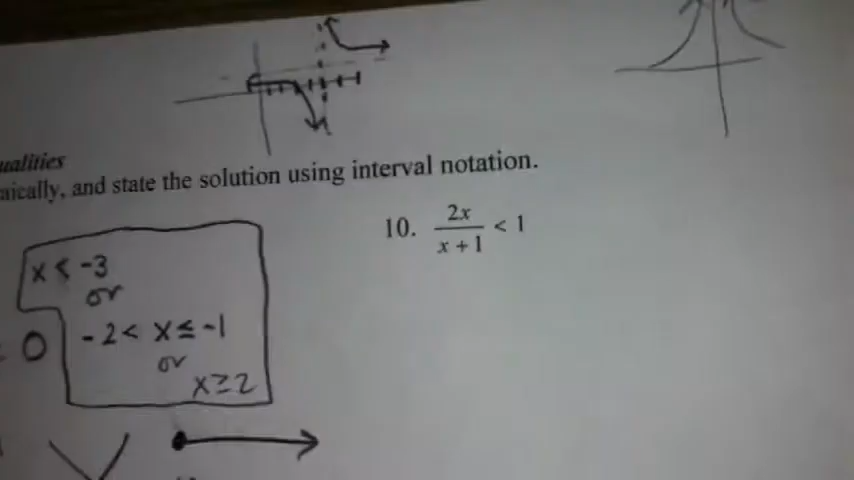 ualities
aically, and state the solution using interval notation.
10. 2x/(x + 1) < 1
x < -3
or
0
-2 < x ≤ -1
or
x ≥ 2